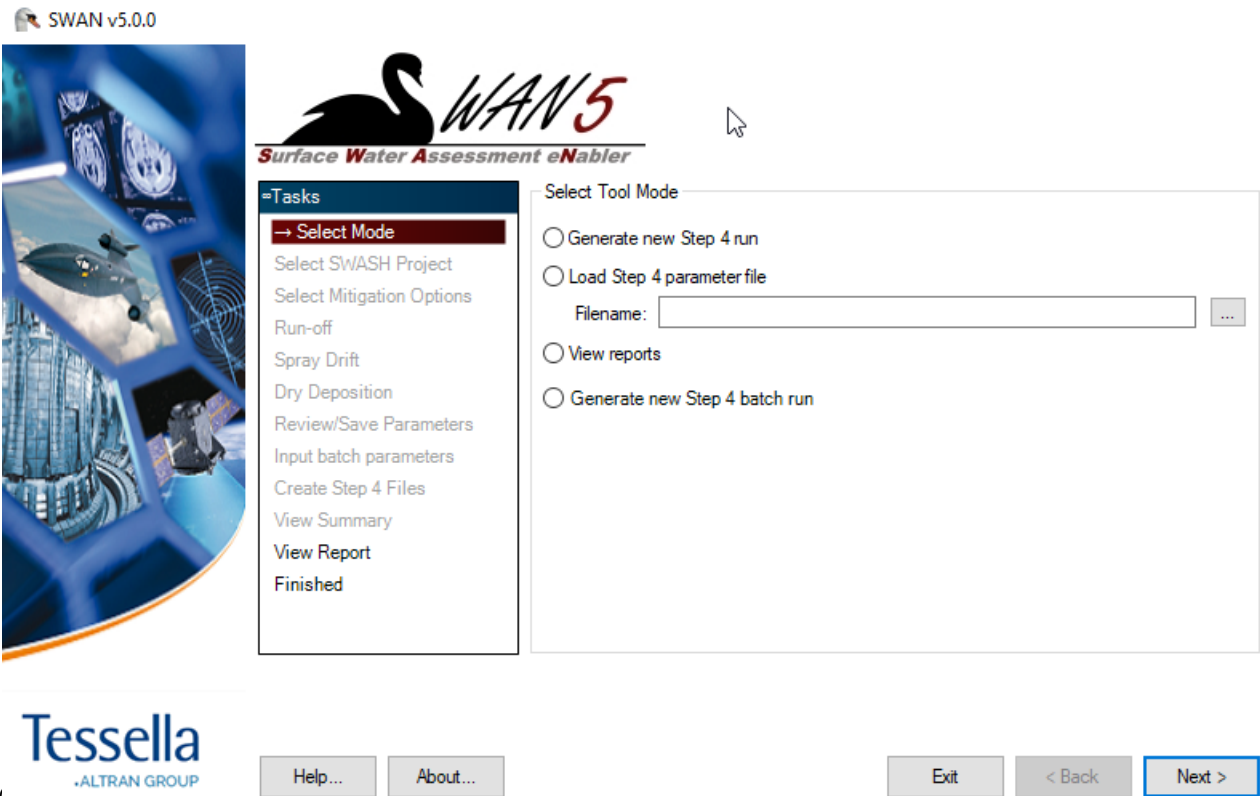 SWAN v5.0.0
SWAN 5
Surface Water Assessment eNabler
Tasks
→ Select Mode
Select SWASH Project
Select Mitigation Options
Run-off
Spray Drift
Dry Deposition
Review/Save Parameters
Input batch parameters
Create Step 4 Files
View Summary
View Report
Finished
Select Tool Mode
Generate new Step 4 run
Load Step 4 parameter file
Filename:
...
View reports
Generate new Step 4 batch run
Tessella
ALTRAN GROUP
Help...
About...
Exit
< Back
Next >